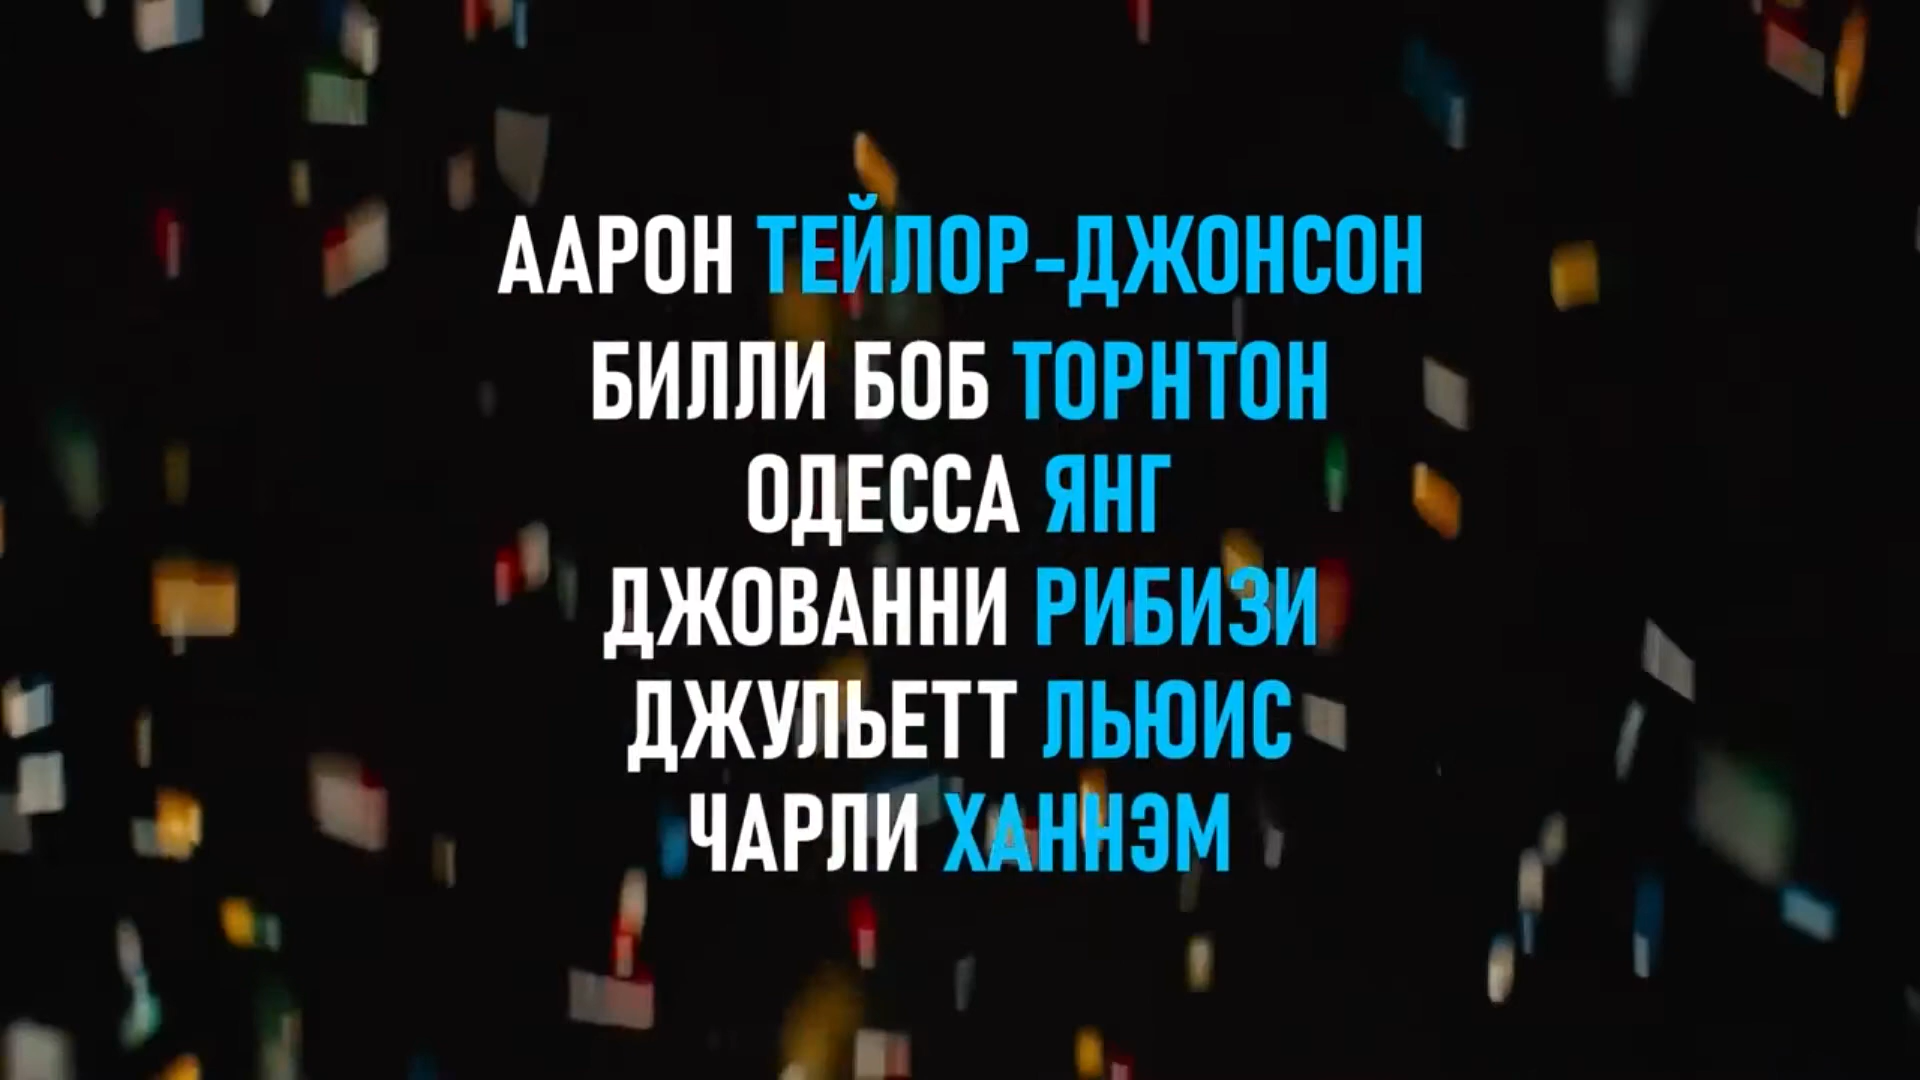 ААРОН ТЕЙЛОР-ДЖОНСОН
БИЛЛИ БОБ ТОРНТОН
ОДЕССА ЯНГ
ДЖОВАННИ РИБИЗИ
ДЖУЛЬЕТТ ЛЬЮИС
ЧАРЛИ ХАННЭМ